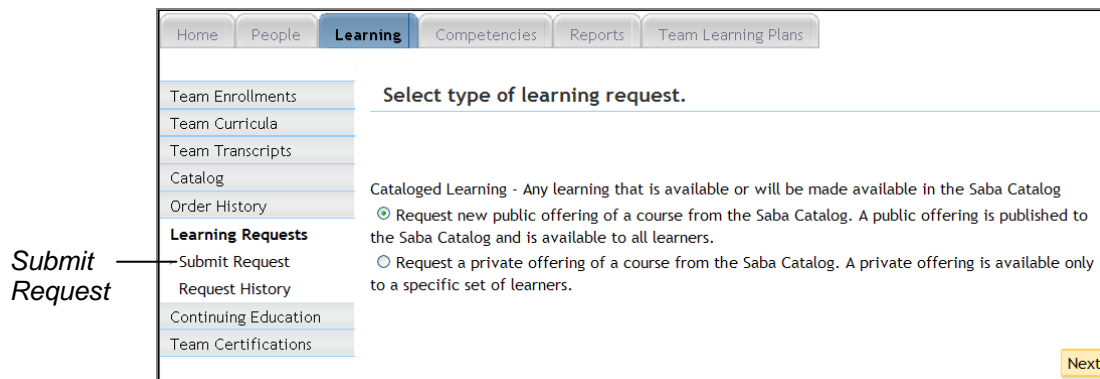 Home People Learning Competencies Reports Team Learning Plans
Team Enrollments
Team Curricula
Team Transcripts
Catalog
Order History
Learning Requests
Submit Request
Request History
Continuing Education
Team Certifications
Submit
Request
Select type of learning request.
Cataloged Learning - Any learning that is available or will be made available in the Saba Catalog
Request new public offering of a course from the Saba Catalog. A public offering is published to
the Saba Catalog and is available to all learners.
Request a private offering of a course from the Saba Catalog. A private offering is available only
to a specific set of learners.
Next